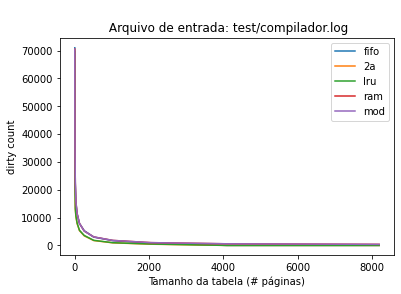 Arquivo de entrada: test/compilador.log
70000
60000
50000
40000
30000
20000
10000
0
dirty count
fifo
2a
lru
ram
mod
0 2000 4000 6000 8000
Tamanho da tabela (# páginas)